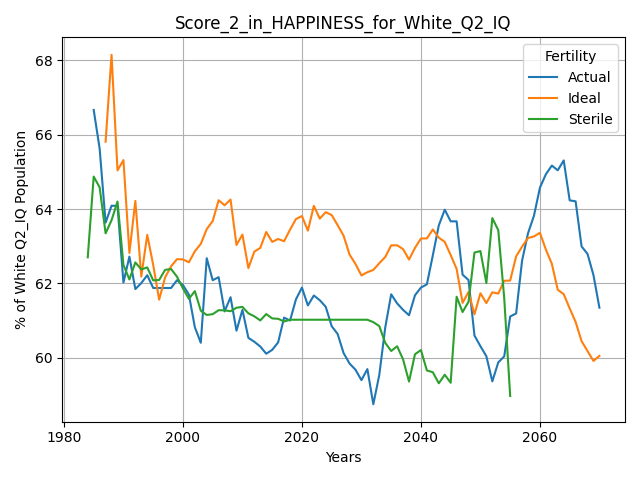 Score_2_in_HAPPINESS_for_White_Q2_IQ
% of White Q2_IQ Population
68
66
64
62
60
Fertility
Actual
Ideal
Sterile
1980
2000
2020
2040
2060
Years